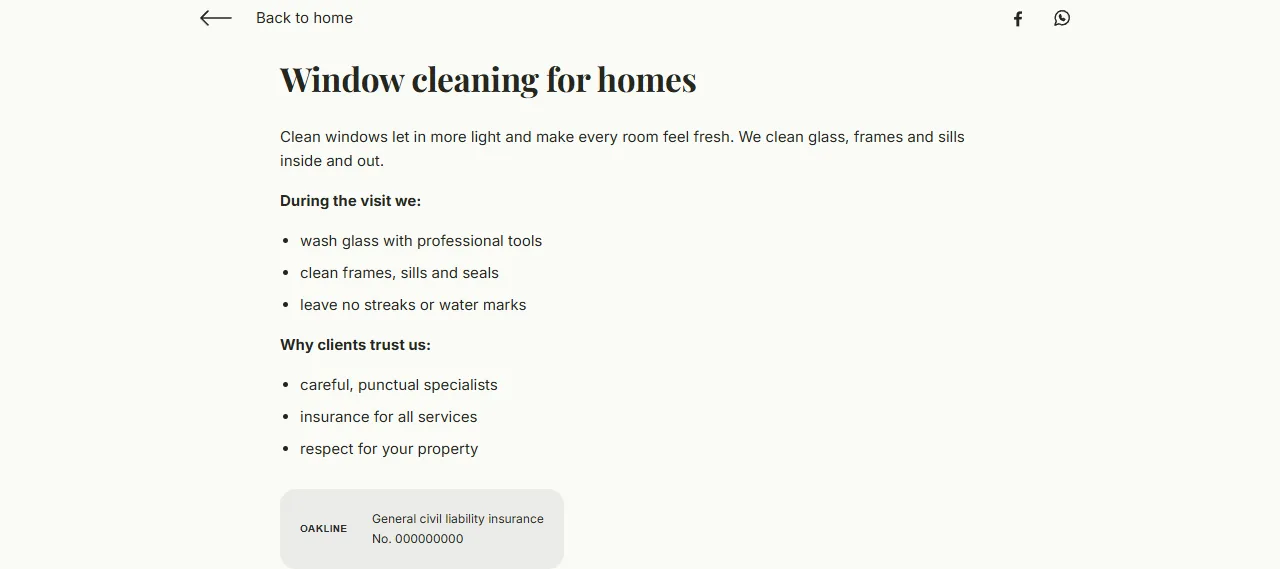 Back to home
Window cleaning for homes
Clean windows let in more light and make every room feel fresh. We clean glass, frames and sills
inside and out.
During the visit we:
• wash glass with professional tools
• clean frames, sills and seals
• leave no streaks or water marks
Why clients trust us:
• careful, punctual specialists
• insurance for all services
• respect for your property
OAKLINE
General civil liability insurance
No. 000000000